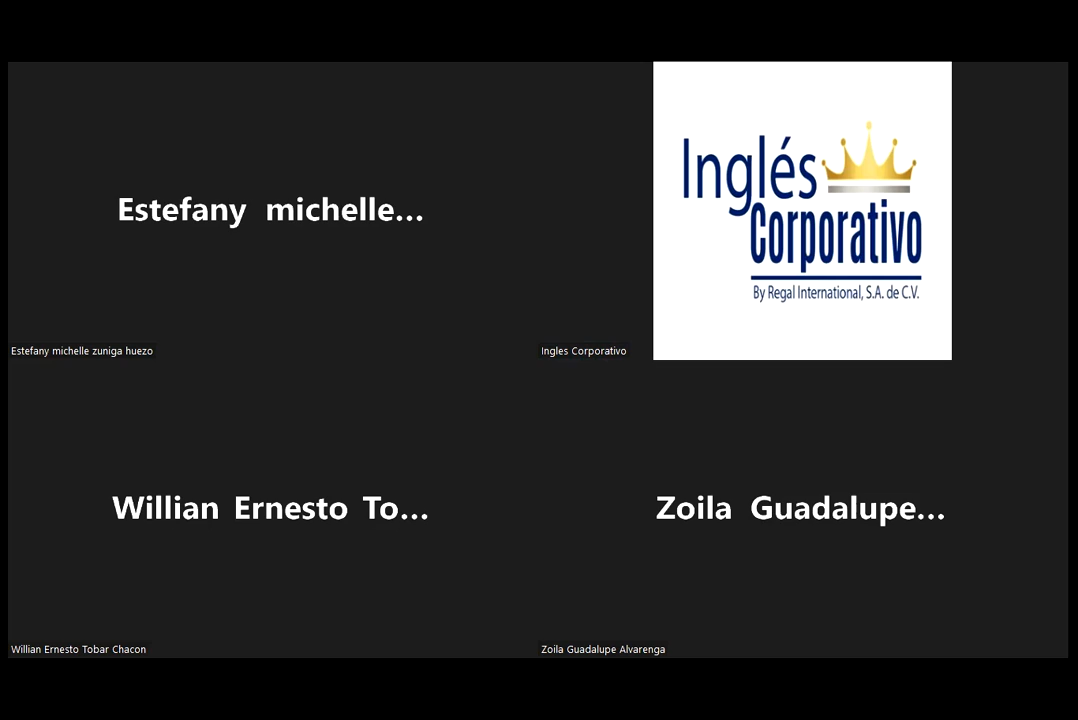 Estefany michelle...
Estefany michelle zuniga huezo
Inglés
Corporativo
By Regal International, S.A. de C.V.
Ingles Corporativo
Willian Ernesto To...
Willian Ernesto Tobar Chacon
Zoila Guadalupe...
Zoila Guadalupe Alvarenga